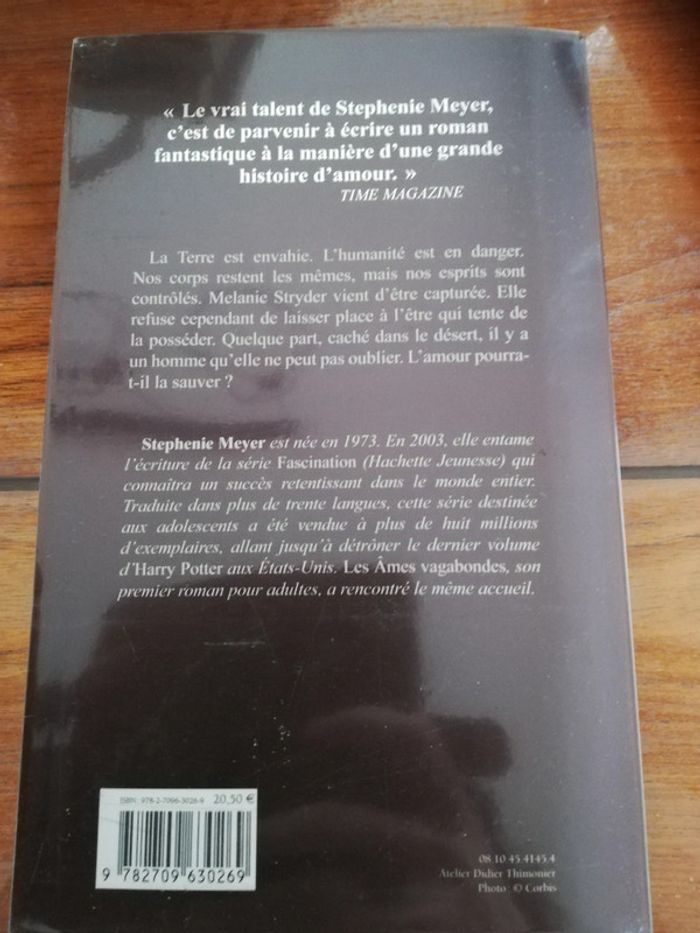 « Le vrai talent de Stephenie Meyer,
c'est de parvenir à écrire un roman
fantastique à la manière d'une grande
histoire d'amour. »
TIME MAGAZINE
La Terre est envahie. L'humanité est en danger.
Nos corps restent les mêmes, mais nos esprits sont
contrôlés. Melanie Stryder vient d'être capturée. Elle
refuse cependant de laisser place à l'être qui tente de
la posséder. Quelque part, caché dans le désert, il y a
un homme qu'elle ne peut pas oublier. L'amour pourra-
t-il la sauver ?
Stephenie Meyer est née en 1973. En 2003, elle entame
l'écriture de la série Fascination (Hachette Jeunesse) qui
connaîtra un succès retentissant dans le monde entier.
Traduite dans plus de trente langues, cette série destinée
aux adolescents a été vendue à plus de huit millions
d'exemplaires, allant jusqu'à détrôner le dernier volume
d'Harry Potter aux États-Unis. Les Âmes vagabondes, son
premier roman pour adultes, a rencontré le même accueil.
ISBN : 978-2-7096-3026-9 20,50 €
9 782709 630269
08.10.45.4145.4
Atelier Didier Thimonier
Photo : © Corbis